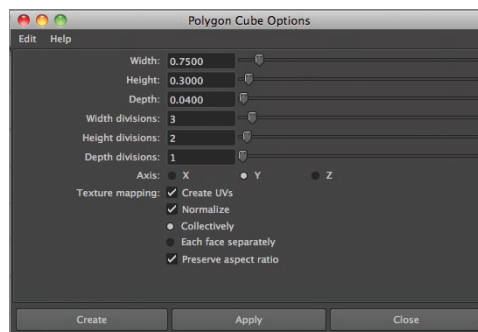 Polygon Cube Options
Edit Help
Width: 0.7500
Height: 0.3000
Depth: 0.0400
Width divisions: 3
Height divisions: 2
Depth divisions: 1
Axis: X Y Z
Texture mapping: Create UVs
Normalize
Collectively
Each face separately
Preserve aspect ratio
Create Apply Close